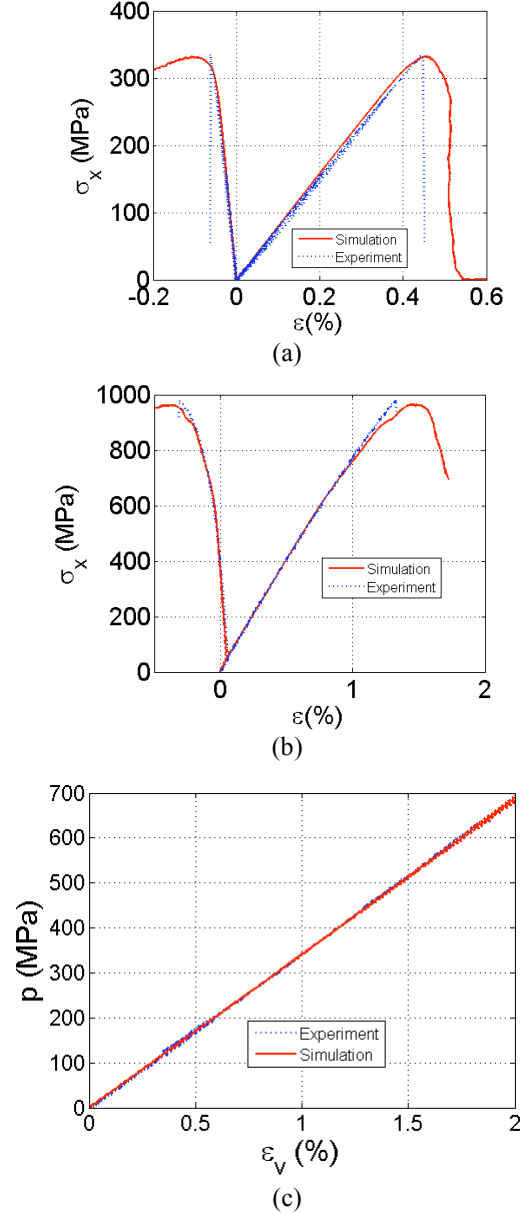 400
300
200
100
0
σx (MPa)
Simulation
Experiment
-0.2 0 0.2 0.4 0.6
ε(%)
(a)
1000
800
600
400
200
0
σx (MPa)
Simulation
Experiment
0 1 2
ε(%)
(b)
700
600
500
400
300
200
100
0
p (MPa)
Experiment
Simulation
0 0.5 1 1.5 2
εv (%)
(c)